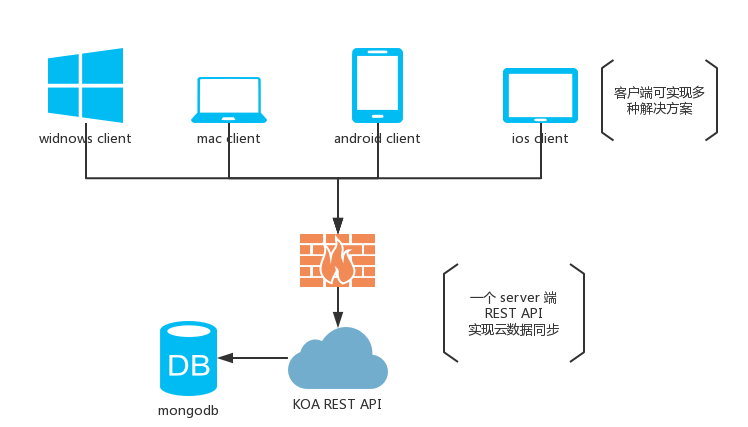 widnows client
mac client
android client
ios client
客户端可实现多
种解决方案
一个 server 端
REST API
实现云数据同步
DB
mongodb
KOA REST API